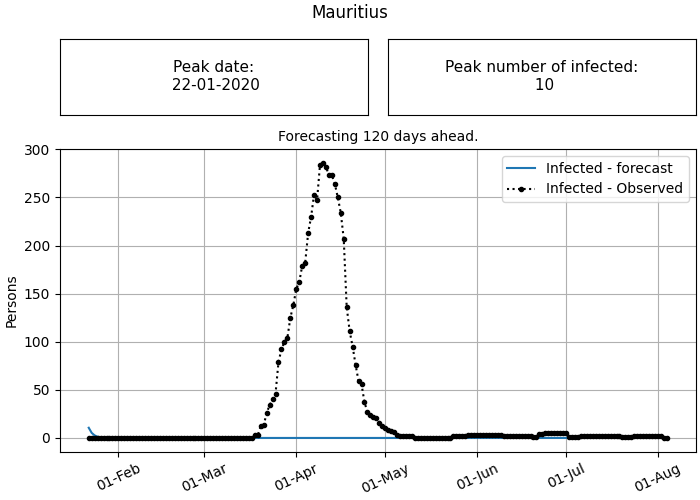 Mauritius
Peak date:
22-01-2020
Peak number of infected:
10
Forecasting 120 days ahead.
300
250
200
150
100
50
0
Persons
Infected - forecast
Infected - Observed
01-Feb
01-Mar
01-Apr
01-May
01-Jun
01-Jul
01-Aug